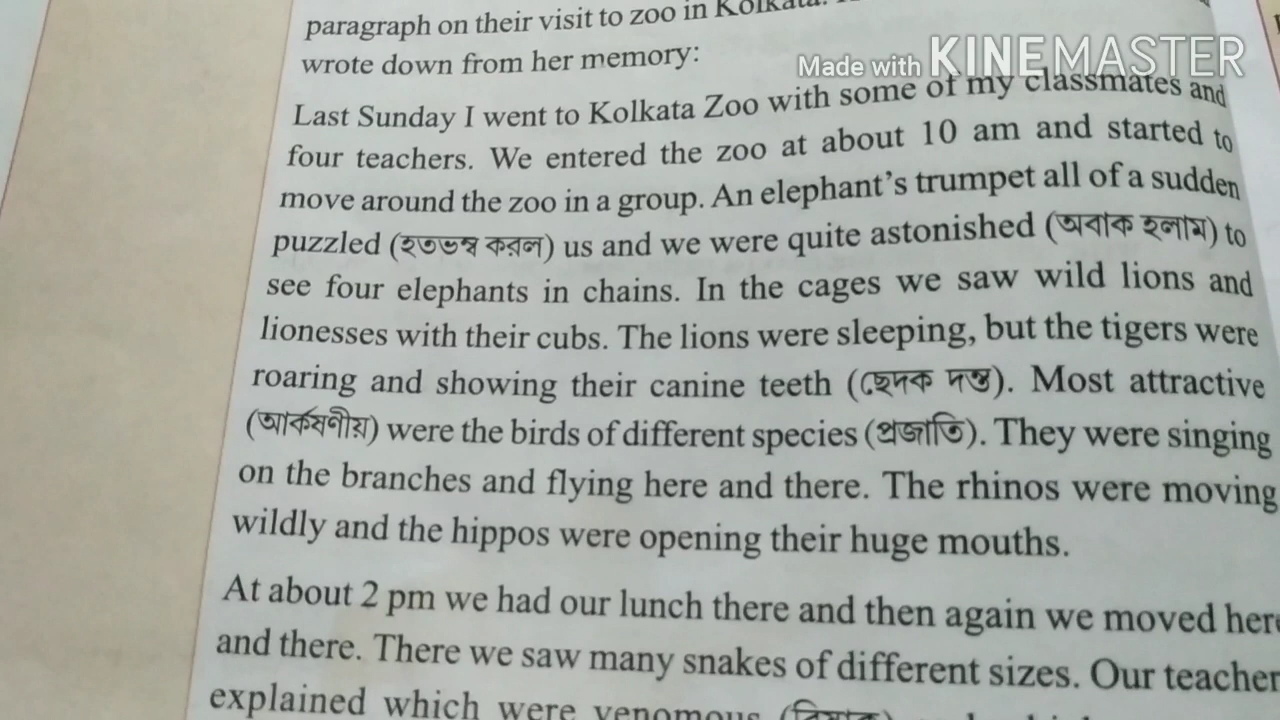 paragraph on their visit to zoo in Kolkata.
wrote down from her memory:
Made with KINEMASTER
Last Sunday I went to Kolkata Zoo with some of my classmates and
four teachers. We entered the zoo at about 10 am and started to
move around the zoo in a group. An elephant's trumpet all of a sudden
puzzled (হতভম্ব করল) us and we were quite astonished (অবাক হলাম) to
see four elephants in chains. In the cages we saw wild lions and
lionesses with their cubs. The lions were sleeping, but the tigers were
roaring and showing their canine teeth (ছেদক দন্ত). Most attractive
(আর্কষণীয়) were the birds of different species (প্রজাতি). They were singing
on the branches and flying here and there. The rhinos were moving
wildly and the hippos were opening their huge mouths.
At about 2 pm we had our lunch there and then again we moved here
and there. There we saw many snakes of different sizes. Our teacher
explained which were venomous